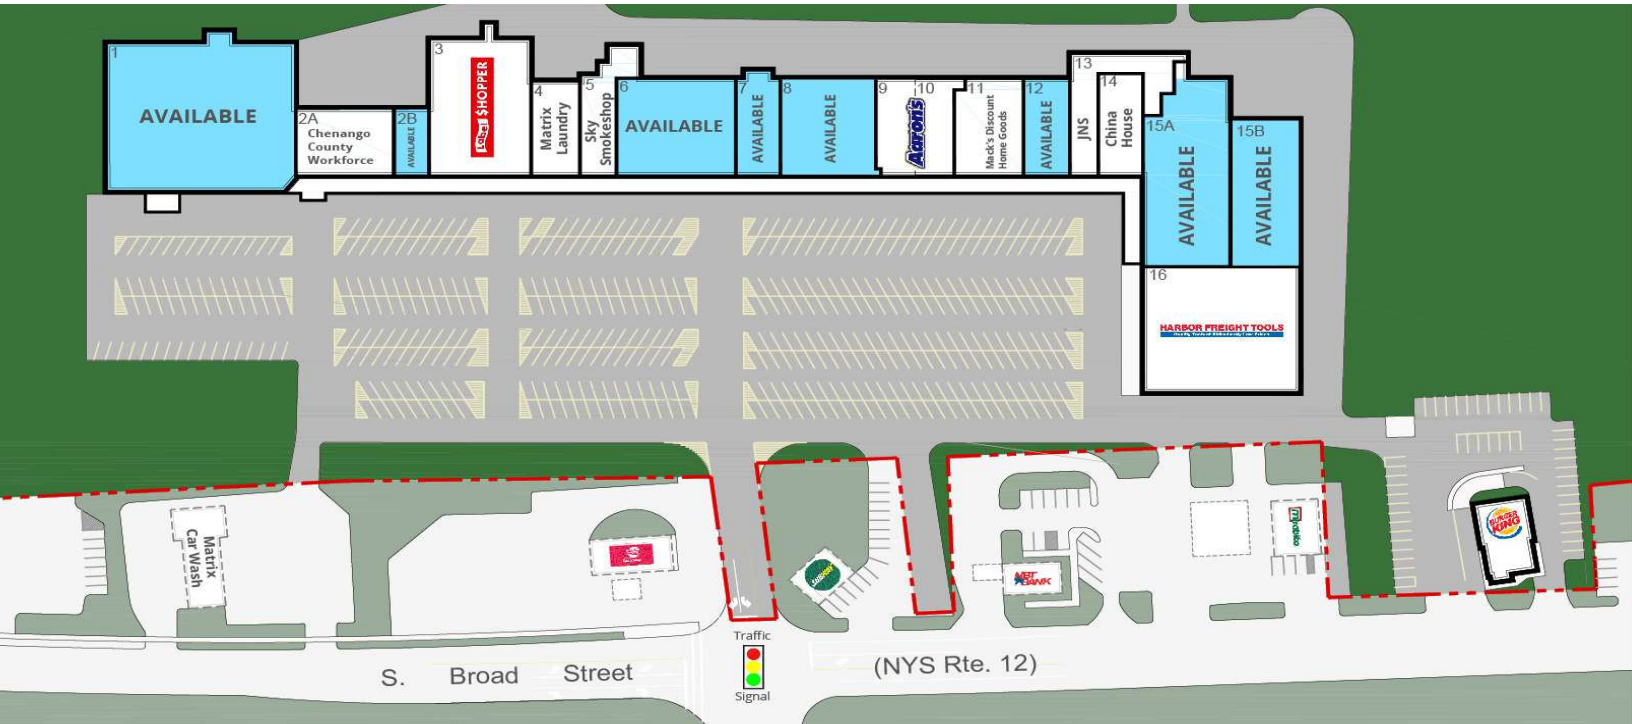 1
AVAILABLE
2A
Chenango
County
Workforce
2B
AVAILABLE
3
$HOPPER
4
Matrix
Laundry
5
Sky
Smokeshop
6
AVAILABLE
7
AVAILABLE
8
AVAILABLE
9
10
Aaron's
11
Mack's Discount
Home Goods
12
AVAILABLE
13
JNS
14
China
House
15A
AVAILABLE
15B
AVAILABLE
16
HARBOR FREIGHT TOOLS
Matrix
Car Wash
SUBWAY
NBT
BANK
Mirabito
BURGER
KING
Traffic
Signal
S. Broad Street (NYS Rte. 12)